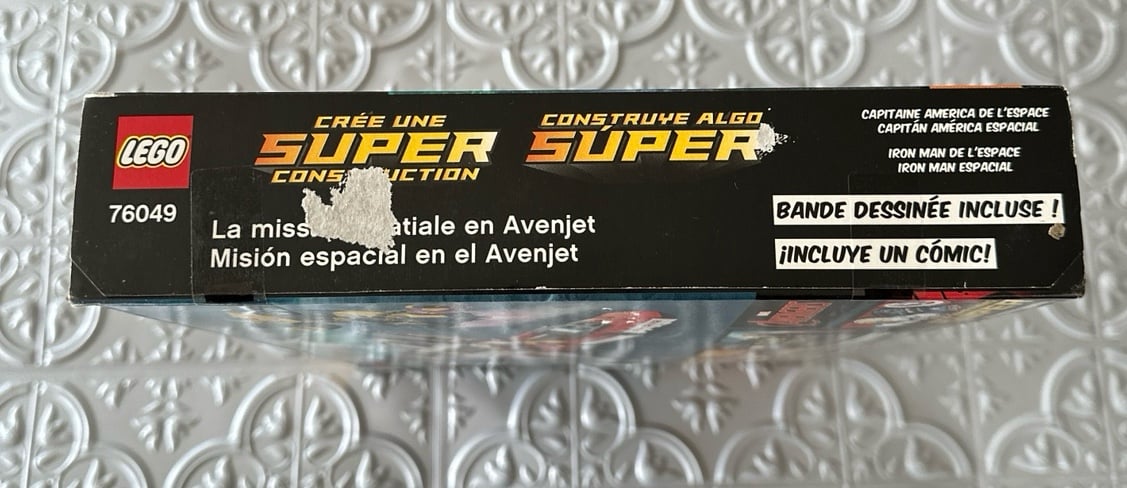 LEGO
76049
CRÉE UNE
SUPER
CONSTRUCTION
CONSTRUYE ALGO
SÚPER
La atiale en Avenjet
Misión espacial en el Avenjet
CAPITAINE AMERICA DE L'ESPACE
CAPITÁN AMÉRICA ESPACIAL
IRON MAN DE L'ESPACE
IRON MAN ESPACIAL
BANDE DESSINÉE INCLUSE !
¡INCLUYE UN CÓMIC!